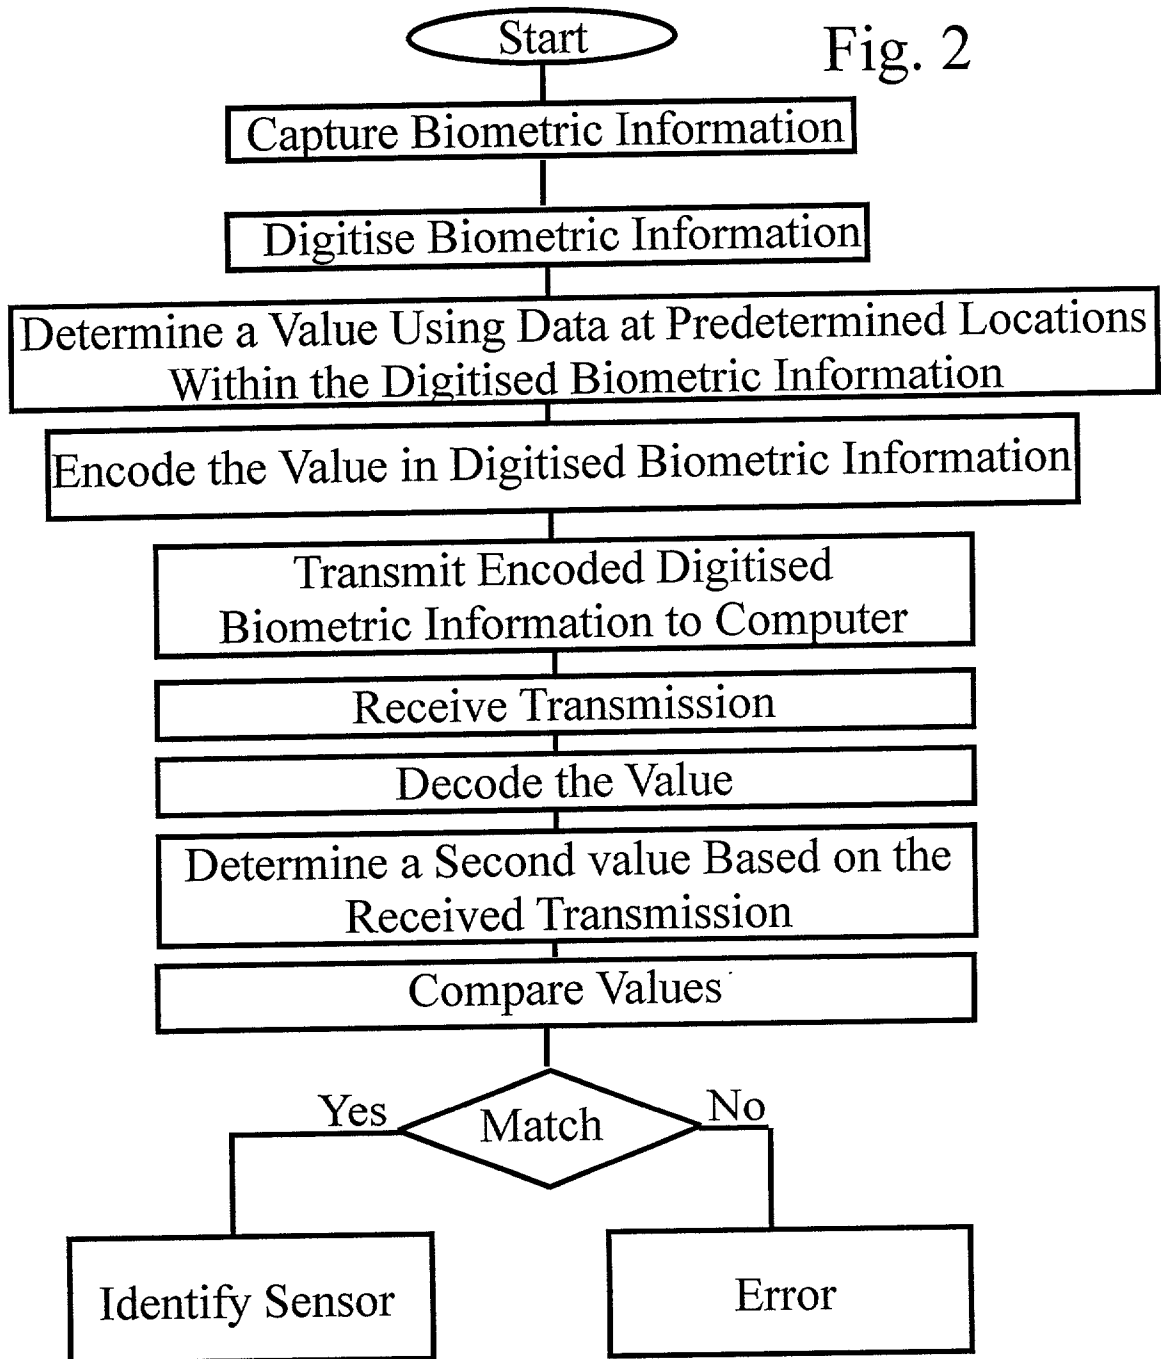 Start
Fig. 2
Capture Biometric Information
Digitise Biometric Information
Determine a Value Using Data at Predetermined Locations
Within the Digitised Biometric Information
Encode the Value in Digitised Biometric Information
Transmit Encoded Digitised
Biometric Information to Computer
Receive Transmission
Decode the Value
Determine a Second value Based on the
Received Transmission
Compare Values
Yes
Match
No
Identify Sensor
Error